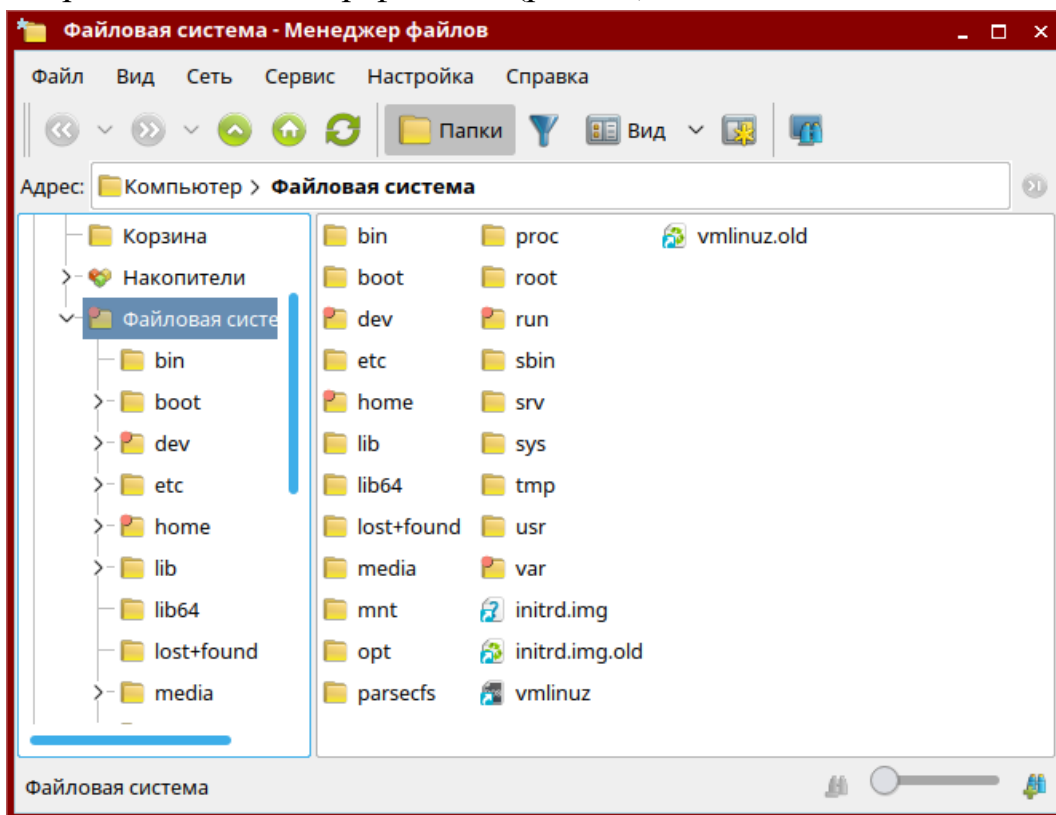 Файловая система - Менеджер файлов
Файл Вид Сеть Сервис Настройка Справка
Папки Вид
Адрес: Компьютер > Файловая система
Корзина
Накопители
Файловая систе
bin
boot
dev
etc
home
lib
lib64
lost+found
media
bin proc vmlinuz.old
boot root
dev run
etc sbin
home srv
lib sys
lib64 tmp
lost+found usr
media var
mnt initrd.img
opt initrd.img.old
parsecfs vmlinuz
Файловая система